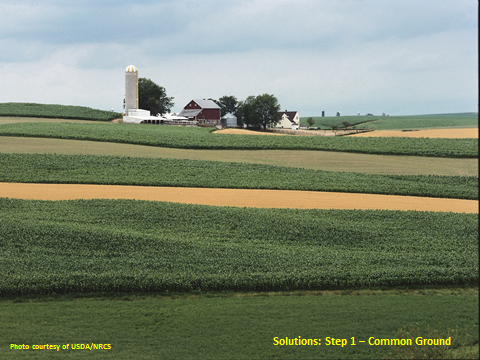 Photo courtesy of USDA/NRCS
Solutions: Step 1 – Common Ground